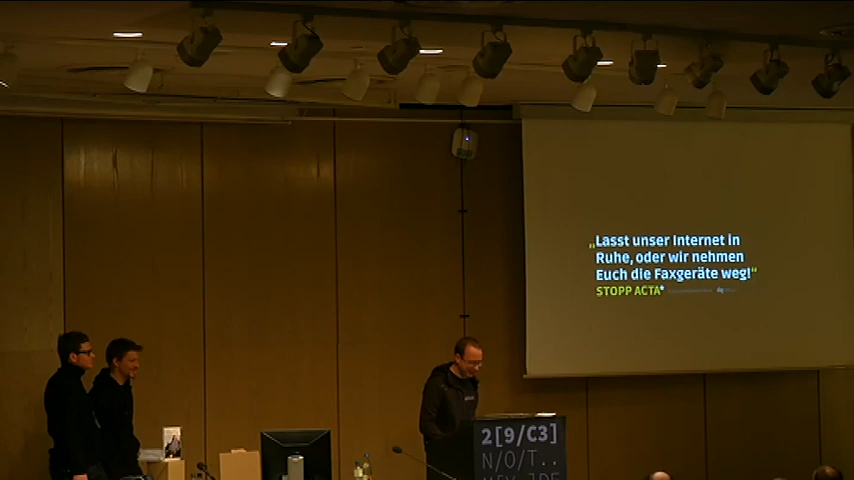 „Lasst unser Internet in
Ruhe, oder wir nehmen
Euch die Faxgeräte weg!“
STOPP ACTA*
2[9/C3]
N/O/T..